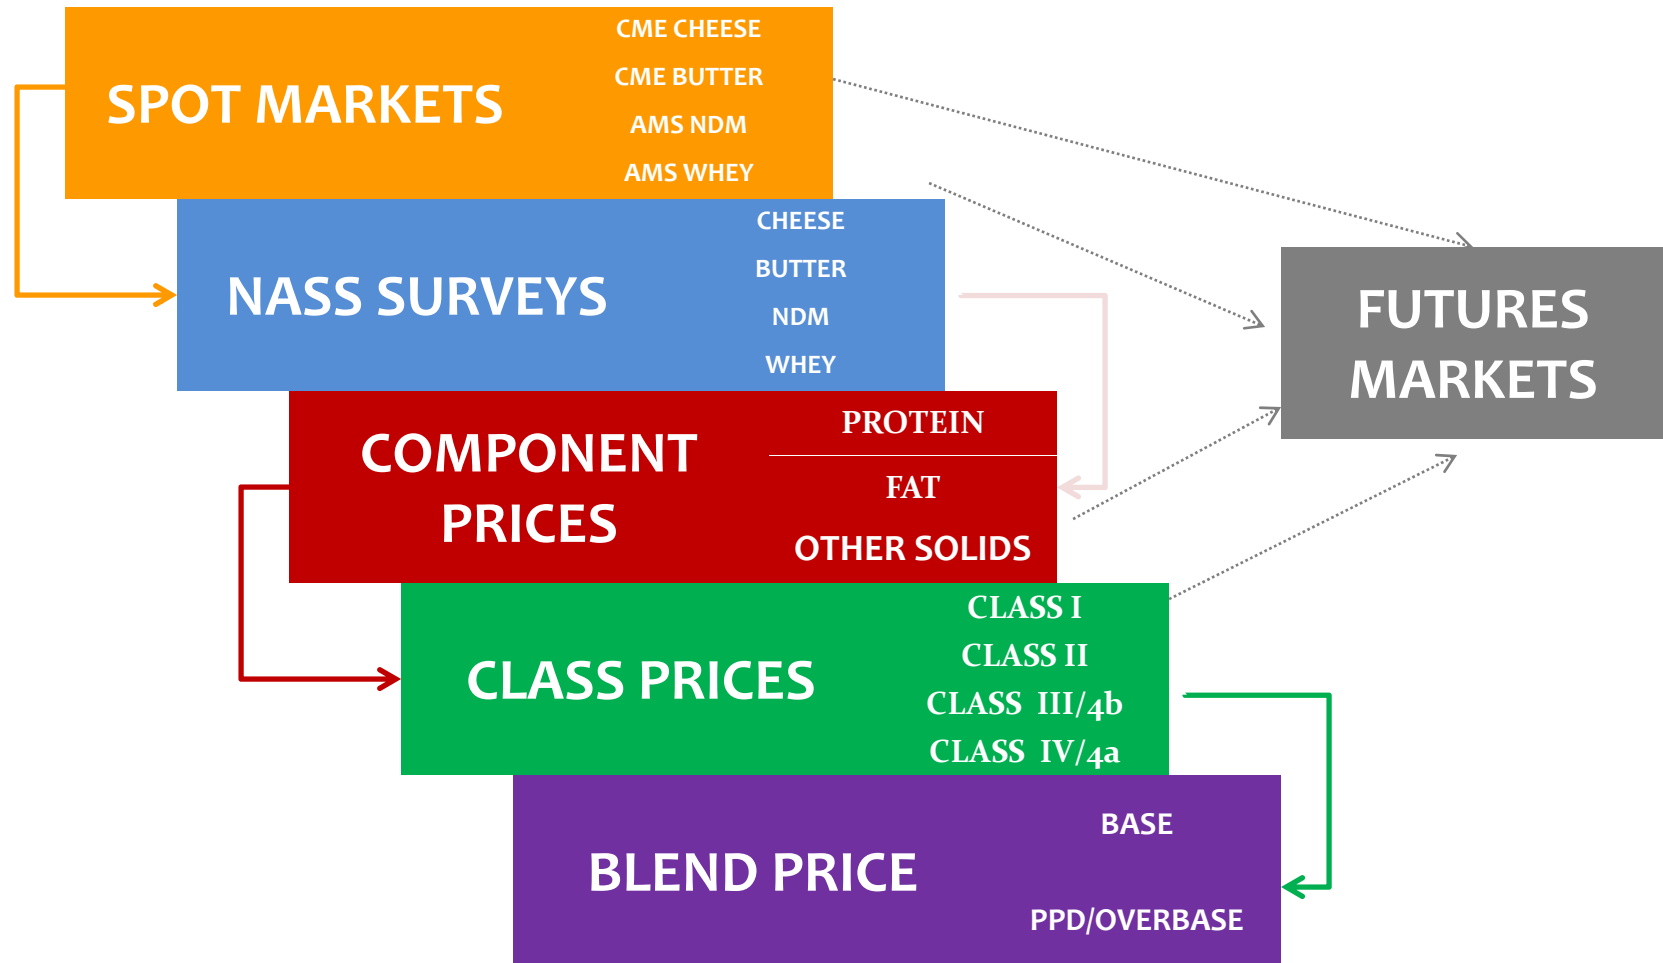 SPOT MARKETS
CME CHEESE
CME BUTTER
AMS NDM
AMS WHEY
NASS SURVEYS
CHEESE
BUTTER
NDM
WHEY
COMPONENT
PRICES
PROTEIN
FAT
OTHER SOLIDS
CLASS PRICES
CLASS I
CLASS II
CLASS III/4b
CLASS IV/4a
BLEND PRICE
BASE
PPD/OVERBASE
FUTURES
MARKETS